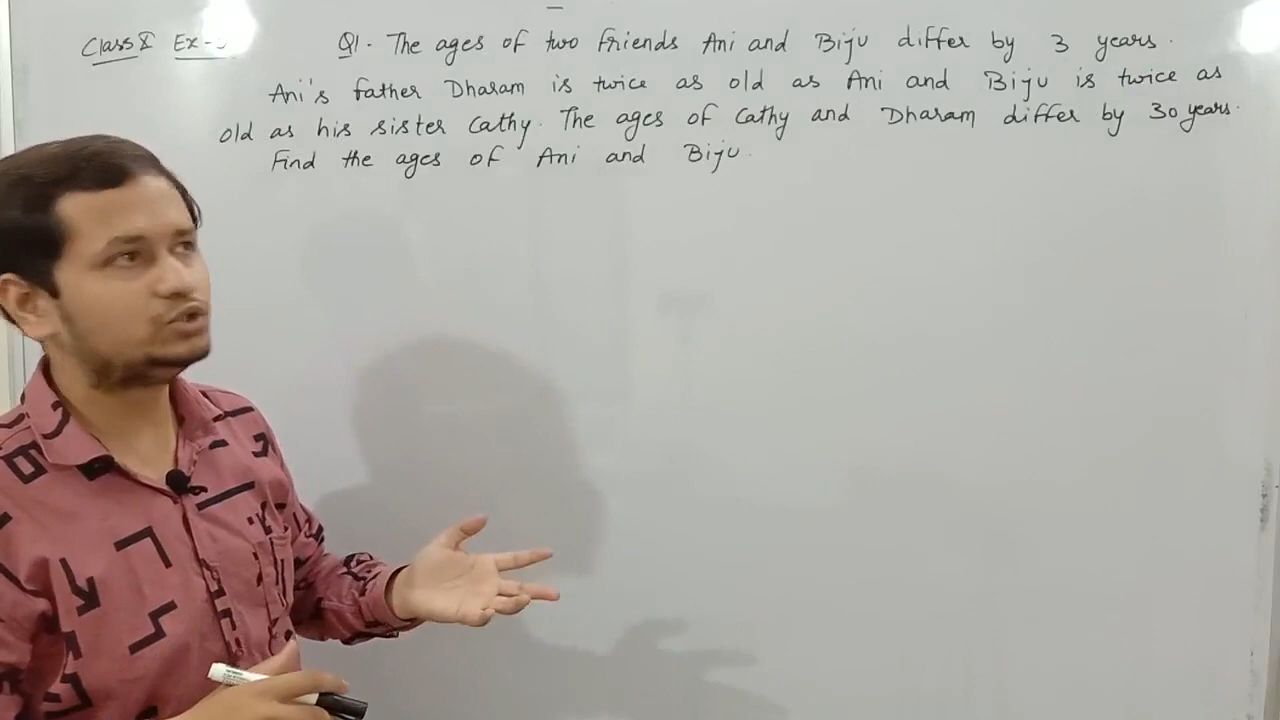 Class X Ex-
Q1. The ages of two friends Ani and Biju differ by 3 years.
Ani's father Dharam is twice as old as Ani and Biju is twice as
old as his sister Cathy. The ages of Cathy and Dharam differ by 30 years.
Find the ages of Ani and Biju.